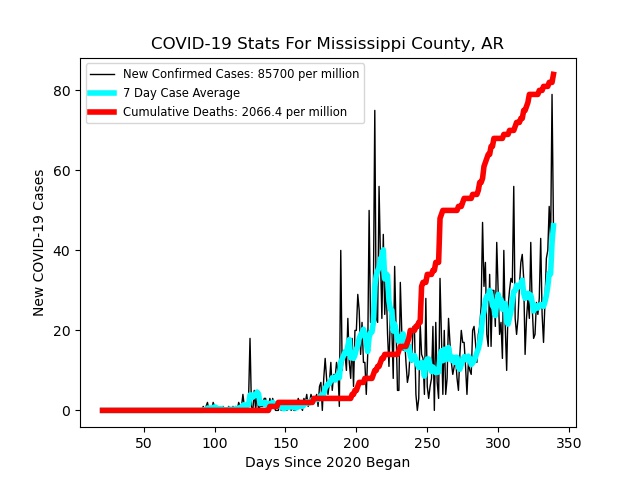 COVID-19 Stats For Mississippi County, AR
New Confirmed Cases: 85700 per million
7 Day Case Average
Cumulative Deaths: 2066.4 per million
New COVID-19 Cases
80
60
40
20
0
50 100 150 200 250 300 350
Days Since 2020 Began